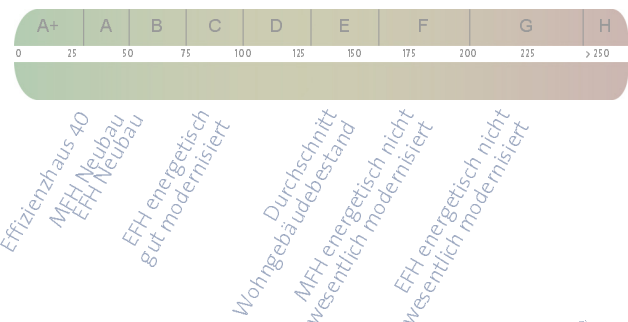 A+ A B C D E F G H
0 25 50 75 100 125 150 175 200 225 > 250
Effizienzhaus 40
MFH Neubau
EFH Neubau
EFH energetisch
gut modernisiert
Durchschnitt
Wohngebäudebestand
MFH energetisch nicht
wesentlich modernisiert
EFH energetisch nicht
wesentlich modernisiert